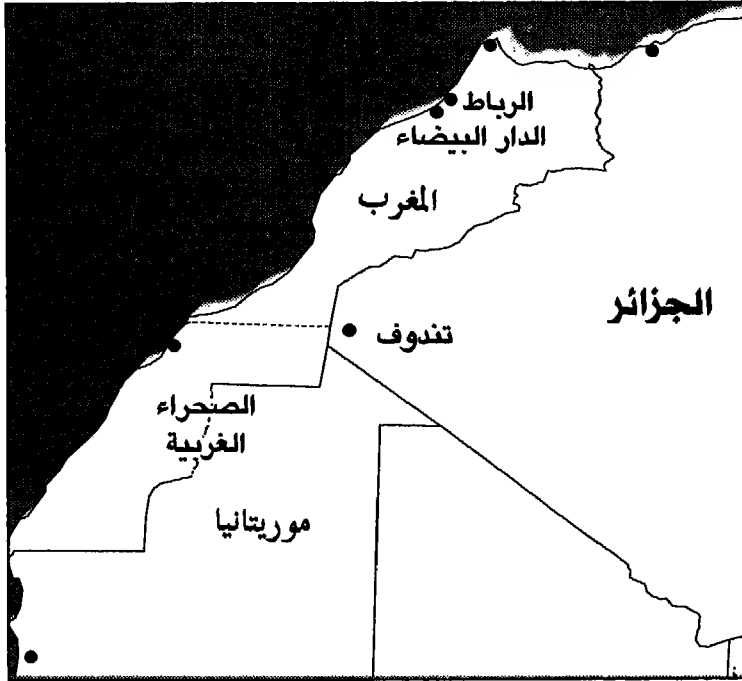 الرباط
الدار البيضاء
المغرب
الجزائر
تندوف
الصحراء
الغربية
موريتانيا